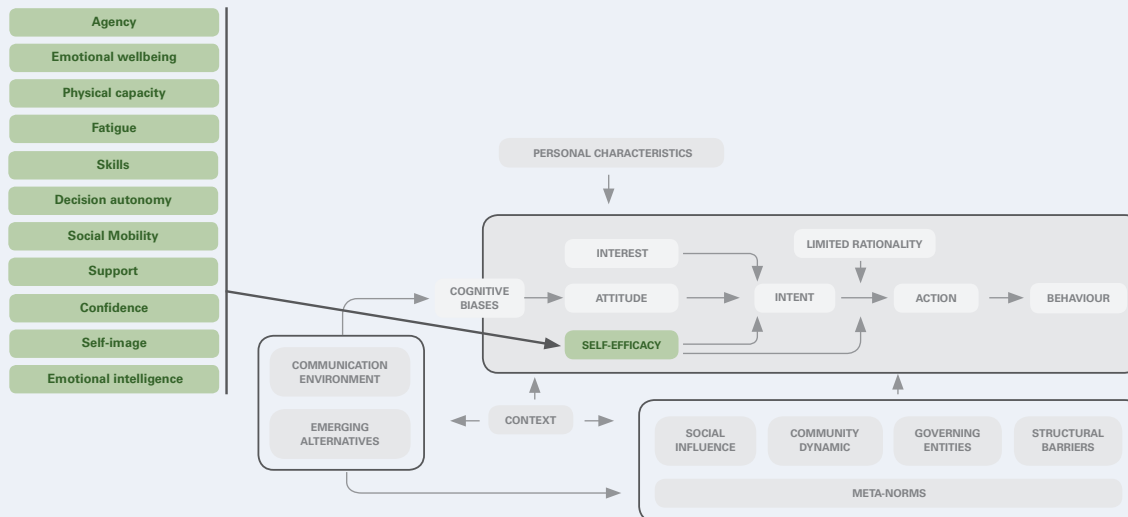 Agency
Emotional wellbeing
Physical capacity
Fatigue
Skills
Decision autonomy
Social Mobility
Support
Confidence
Self-image
Emotional intelligence
PERSONAL CHARACTERISTICS
INTEREST
LIMITED RATIONALITY
COGNITIVE
BIASES
ATTITUDE
INTENT
ACTION
BEHAVIOUR
SELF-EFFICACY
COMMUNICATION
ENVIRONMENT
EMERGING
ALTERNATIVES
CONTEXT
SOCIAL
INFLUENCE
COMMUNITY
DYNAMIC
GOVERNING
ENTITIES
STRUCTURAL
BARRIERS
META-NORMS